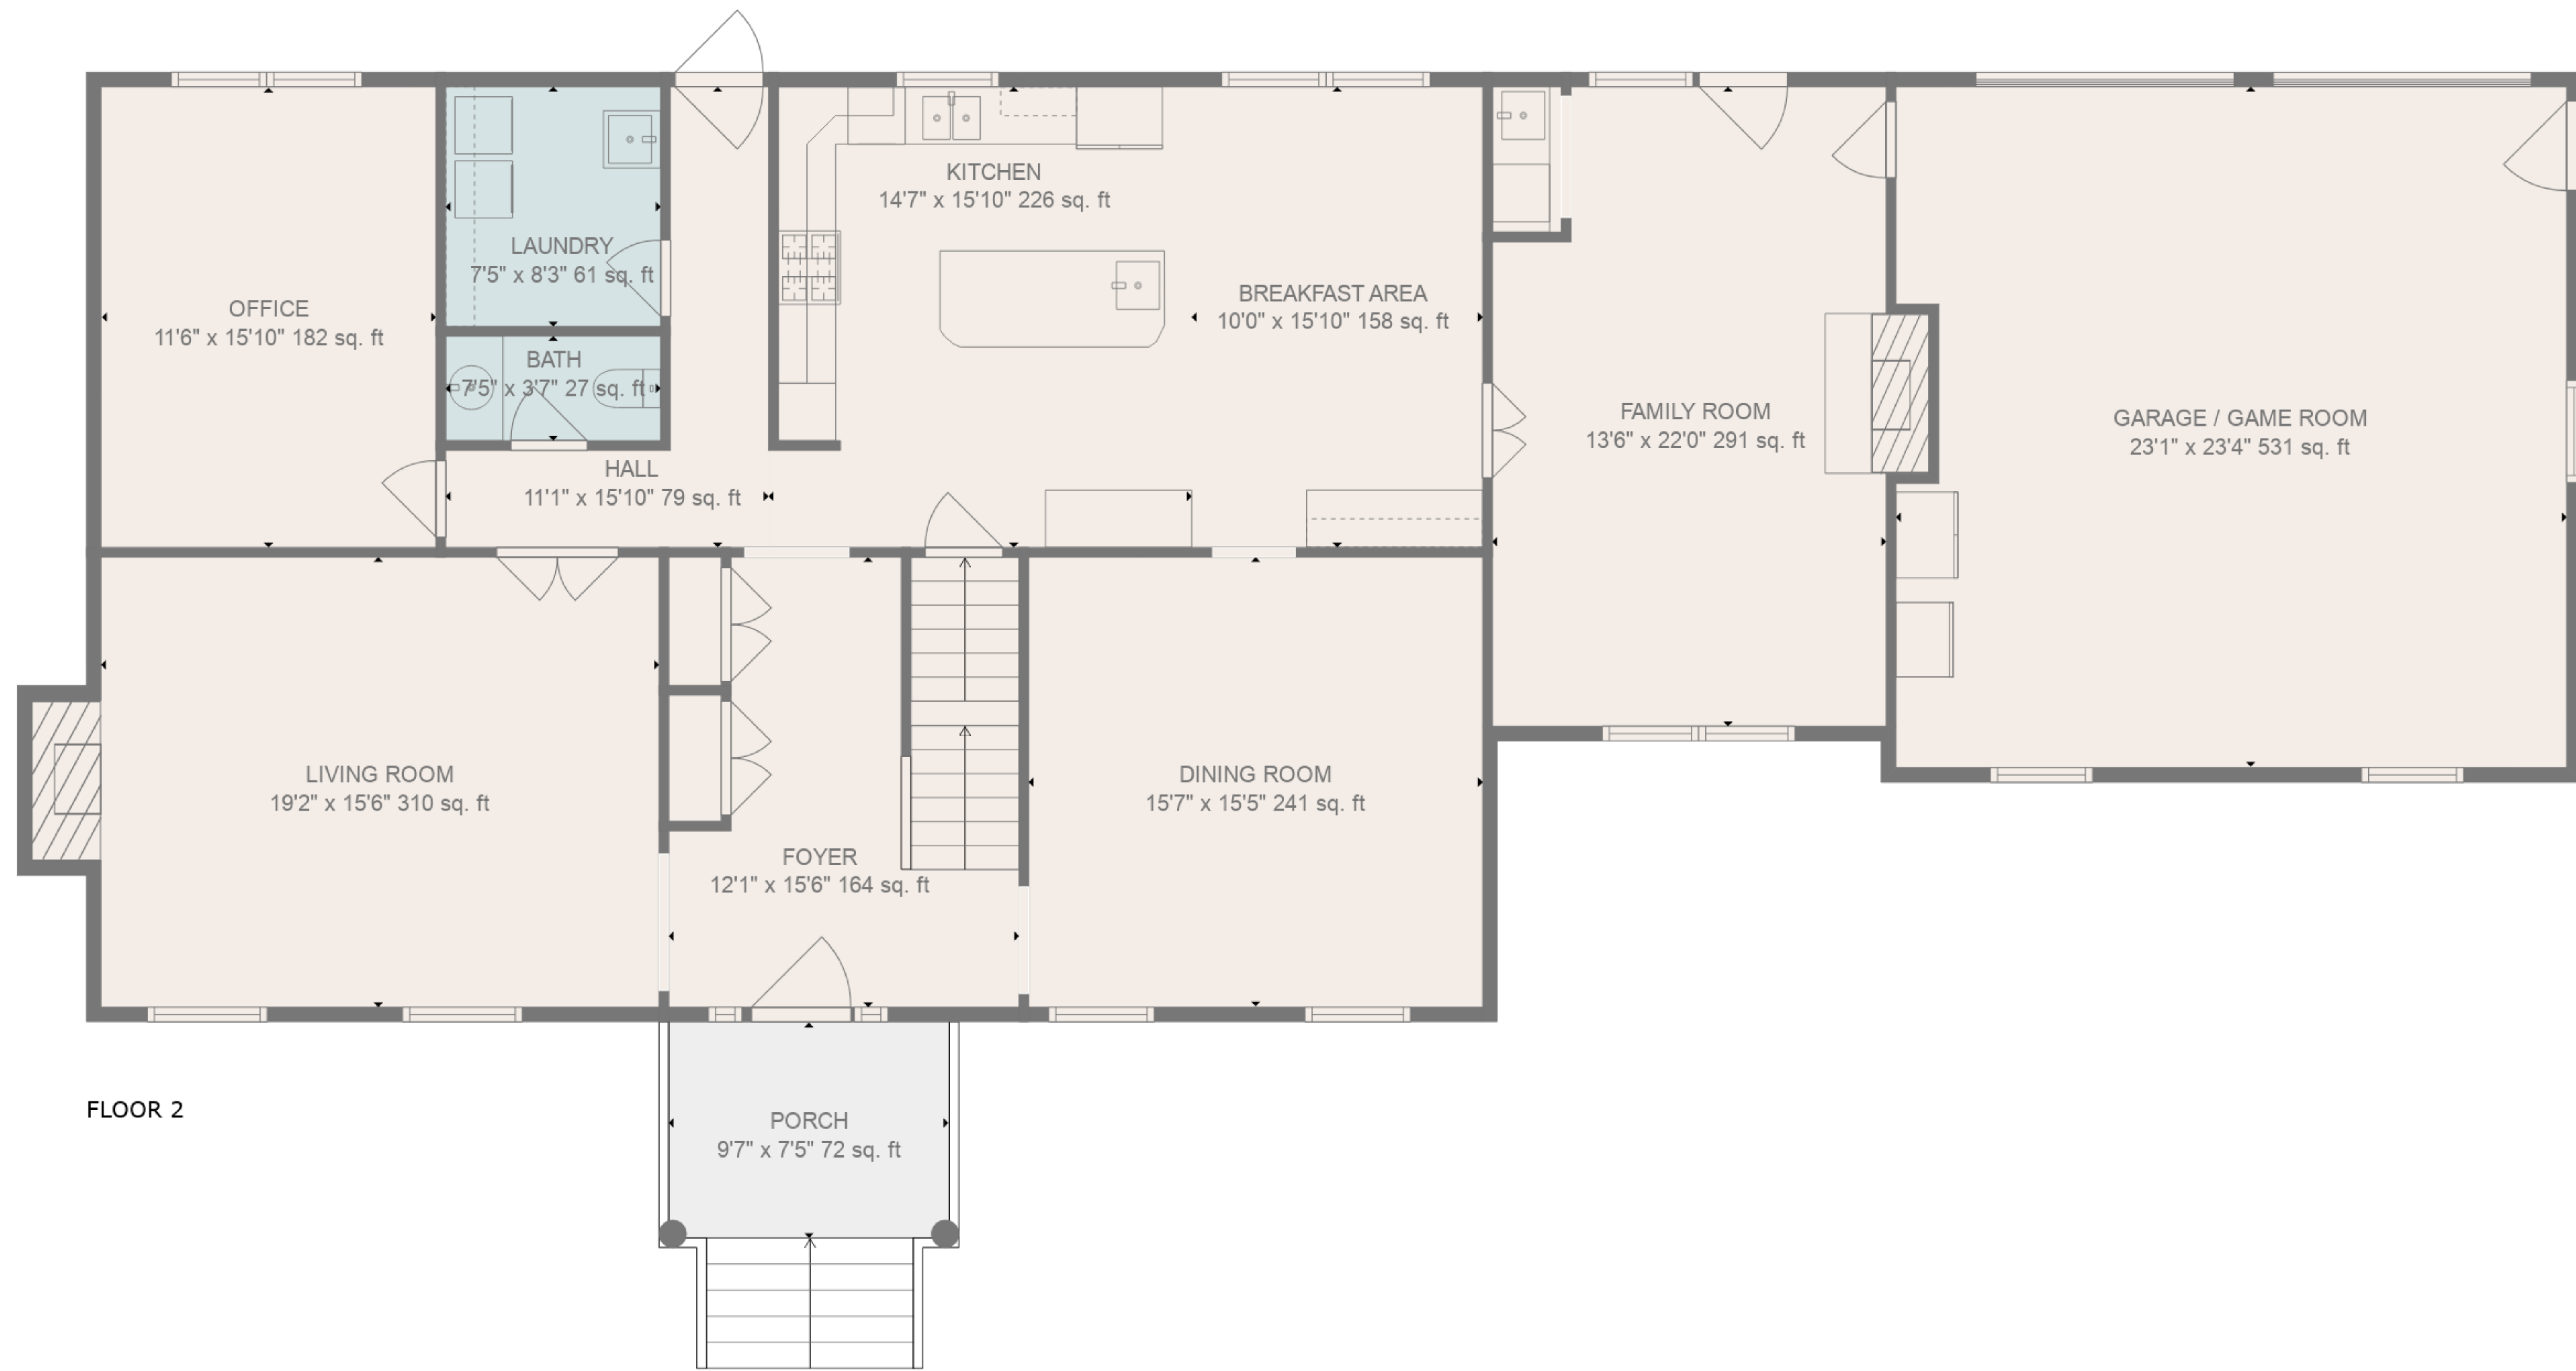 KITCHEN
14'7" x 15'10" 226 sq. ft
LAUNDRY
7'5" x 8'3" 61 sq. ft
OFFICE
11'6" x 15'10" 182 sq. ft
BREAKFAST AREA
10'0" x 15'10" 158 sq. ft
BATH
7'5" x 3'7" 27 sq. ft
HALL
11'1" x 15'10" 79 sq. ft
FAMILY ROOM
13'6" x 22'0" 291 sq. ft
GARAGE / GAME ROOM
23'1" x 23'4" 531 sq. ft
LIVING ROOM
19'2" x 15'6" 310 sq. ft
FOYER
12'1" x 15'6" 164 sq. ft
DINING ROOM
15'7" x 15'5" 241 sq. ft
FLOOR 2
PORCH
9'7" x 7'5" 72 sq. ft